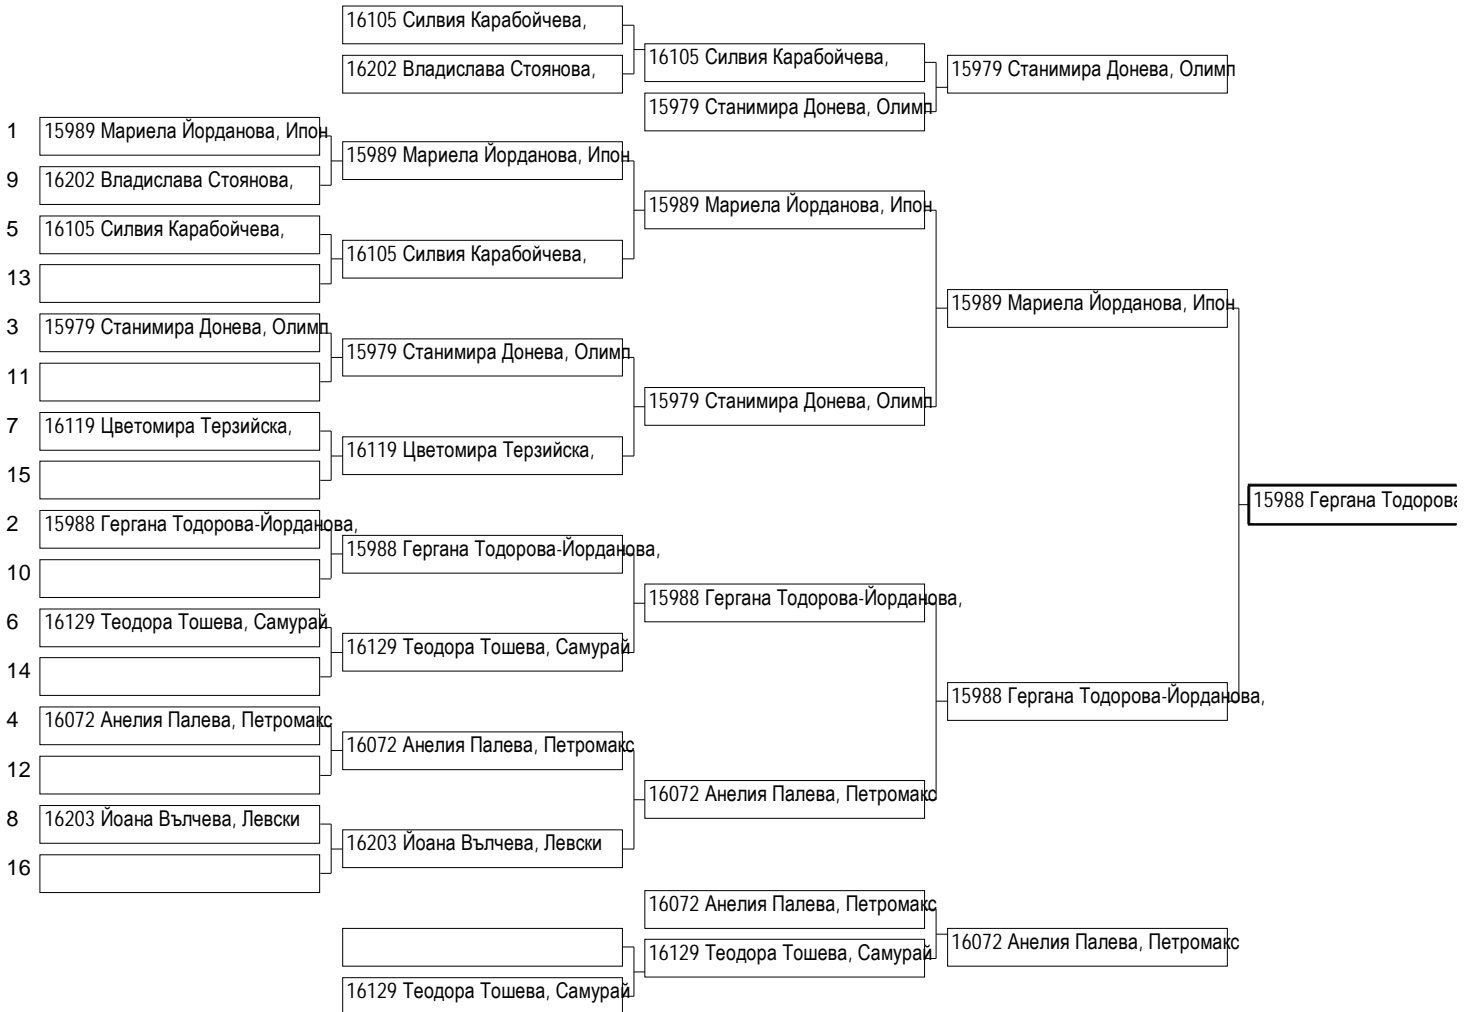 16105 Силвия Карабойчева,
16202 Владислава Стоянова,
16105 Силвия Карабойчева,
15979 Станимира Донева, Олимп
15979 Станимира Донева, Олимп
1 15989 Мариела Йорданова, Ипон
9 16202 Владислава Стоянова,
5 16105 Силвия Карабойчева,
13
3 15979 Станимира Донева, Олимп
11
7 16119 Цветомира Терзийска,
15
2 15988 Гергана Тодорова-Йорданова,
10
6 16129 Теодора Тошева, Самурай
14
4 16072 Анелия Палева, Петромакс
12
8 16203 Йоана Вълчева, Левски
16
15989 Мариела Йорданова, Ипон
16105 Силвия Карабойчева,
15979 Станимира Донева, Олимп
16119 Цветомира Терзийска,
15988 Гергана Тодорова-Йорданова,
16129 Теодора Тошева, Самурай
16072 Анелия Палева, Петромакс
16203 Йоана Вълчева, Левски
15989 Мариела Йорданова, Ипон
15979 Станимира Донева, Олимп
15988 Гергана Тодорова-Йорданова,
16072 Анелия Палева, Петромакс
15989 Мариела Йорданова, Ипон
15988 Гергана Тодорова-Йорданова,
15988 Гергана Тодорова
16129 Теодора Тошева, Самурай
16072 Анелия Палева, Петромакс
16129 Теодора Тошева, Самурай
16072 Анелия Палева, Петромакс